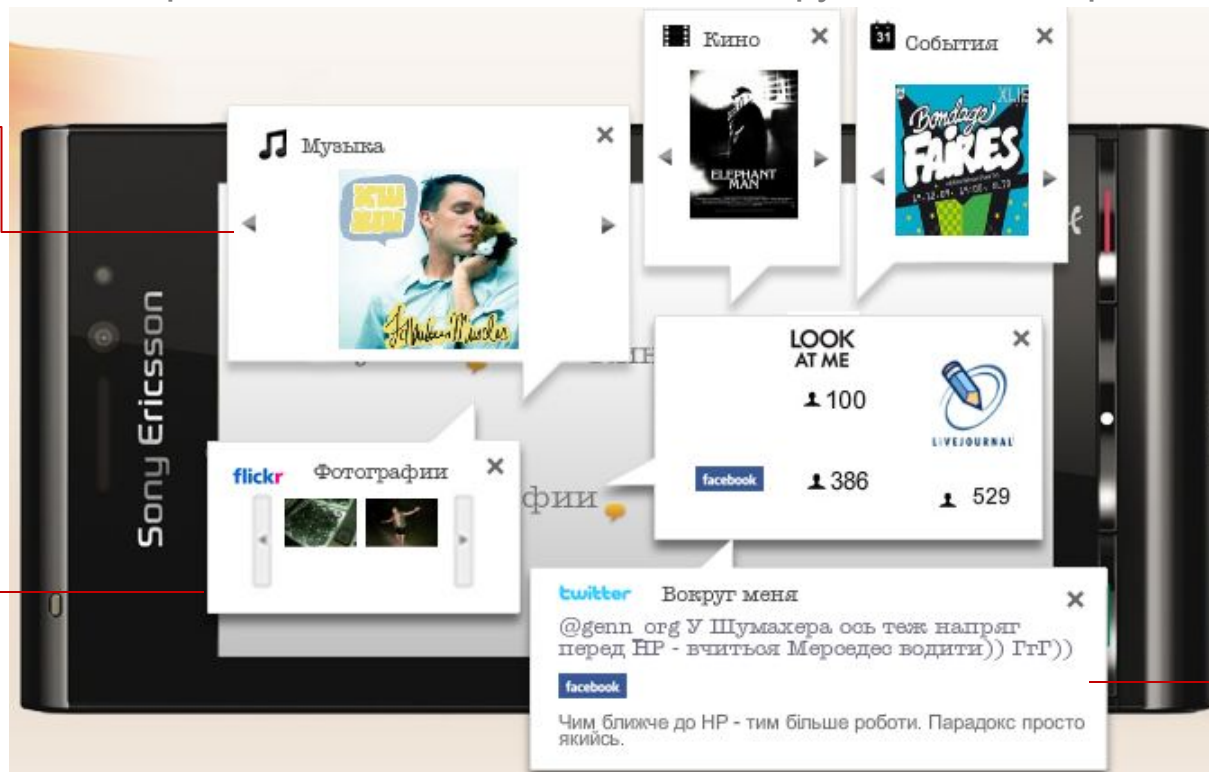 Кино
31
События
Музыка
ELEPHANT
MAN
XLIE
Bondage
FAIRIES
Sony Ericsson
LOOK
AT ME
100
LIVEJOURNAL
flickr Фотографии
facebook 386
529
фии
twitter Вокруг меня
@genn_org У Шумахера ось теж напряг
перед НР - вчиться Мерседес водити)) ГгГ))
facebook
Чим ближче до НР - тим більше роботи. Парадокс просто
якийсь.